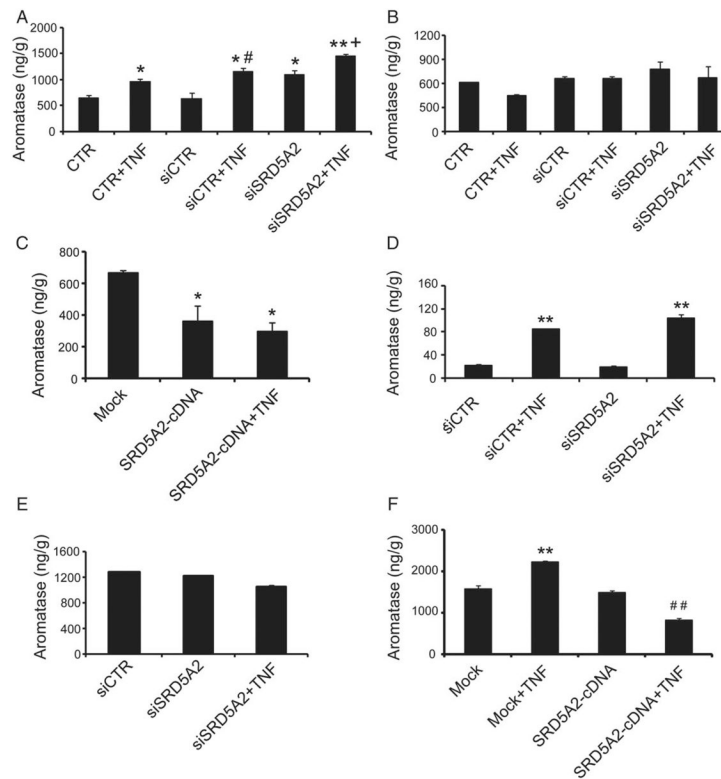 A
Aromatase (ng/g)
2000
1500
1000
500
0
*
* #
*
**+
CTR
CTR+TNF
siCTR
siCTR+TNF
siSRD5A2
siSRD5A2+TNF
B
Aromatase (ng/g)
1200
900
600
500
0
CTR
CTR+TNF
siCTR
siCTR+TNF
siSRD5A2
siSRD5A2+TNF
C
Aromatase (ng/g)
800
600
400
200
0
*
*
Mock
SRD5A2-cDNA
SRD5A2-cDNA+TNF
D
Aromatase (ng/g)
160
120
80
40
0
**
**
siCTR
siCTR+TNF
siSRD5A2
siSRD5A2+TNF
E
Aromatase (ng/g)
1600
1200
800
400
0
siCTR
siSRD5A2
siSRD5A2+TNF
F
Aromatase (ng/g)
3000
2000
1000
0
**
##
Mock
Mock+TNF
SRD5A2-cDNA
SRD5A2-cDNA+TNF